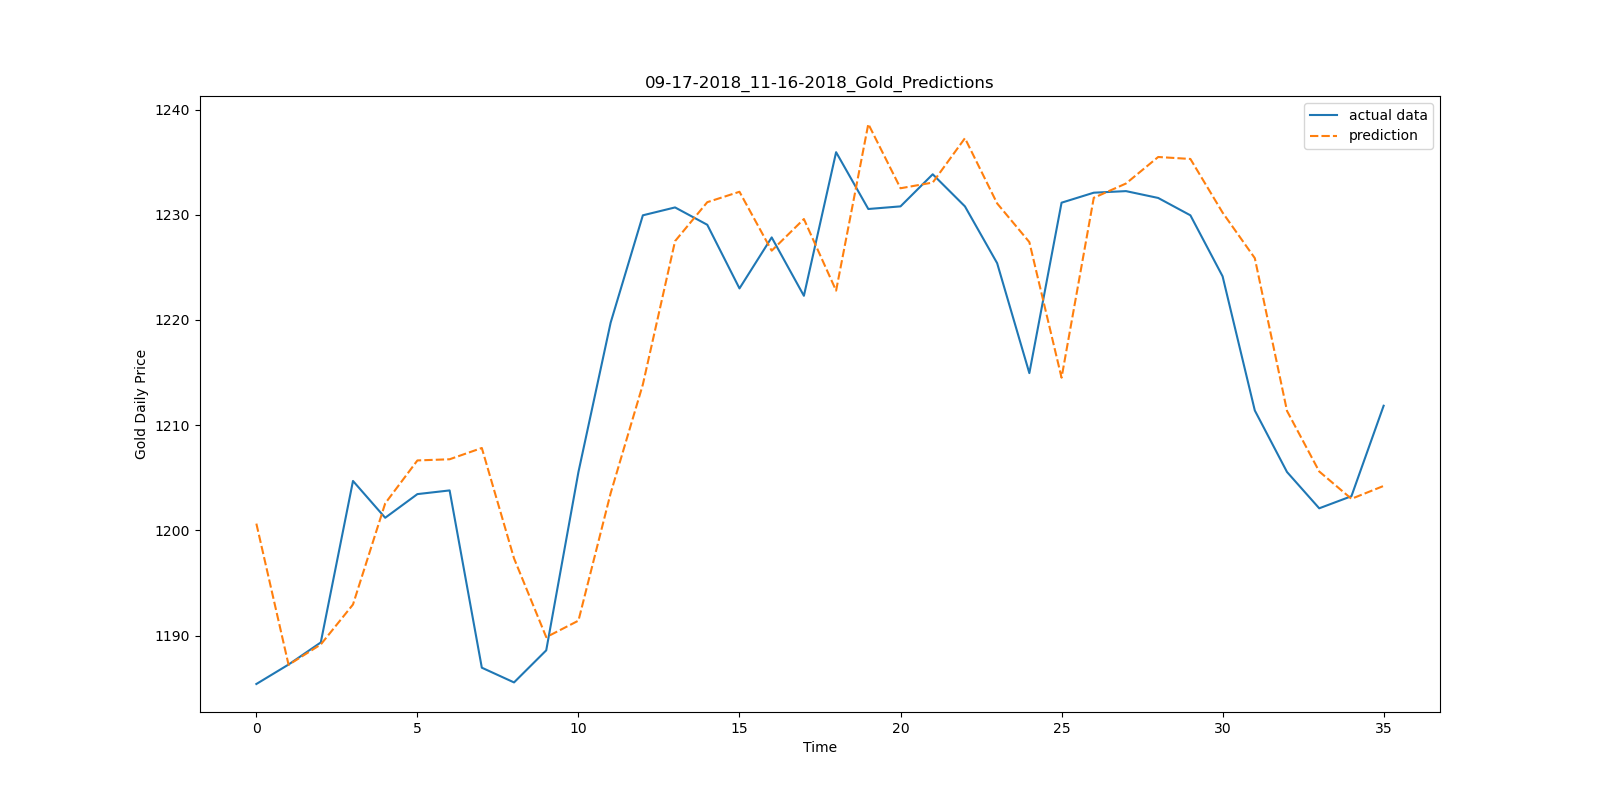 09-17-2018_11-16-2018_Gold_Predictions
actual data
prediction
Gold Daily Price
1240
1230
1220
1210
1200
1190
0 5 10 15 20 25 30 35
Time